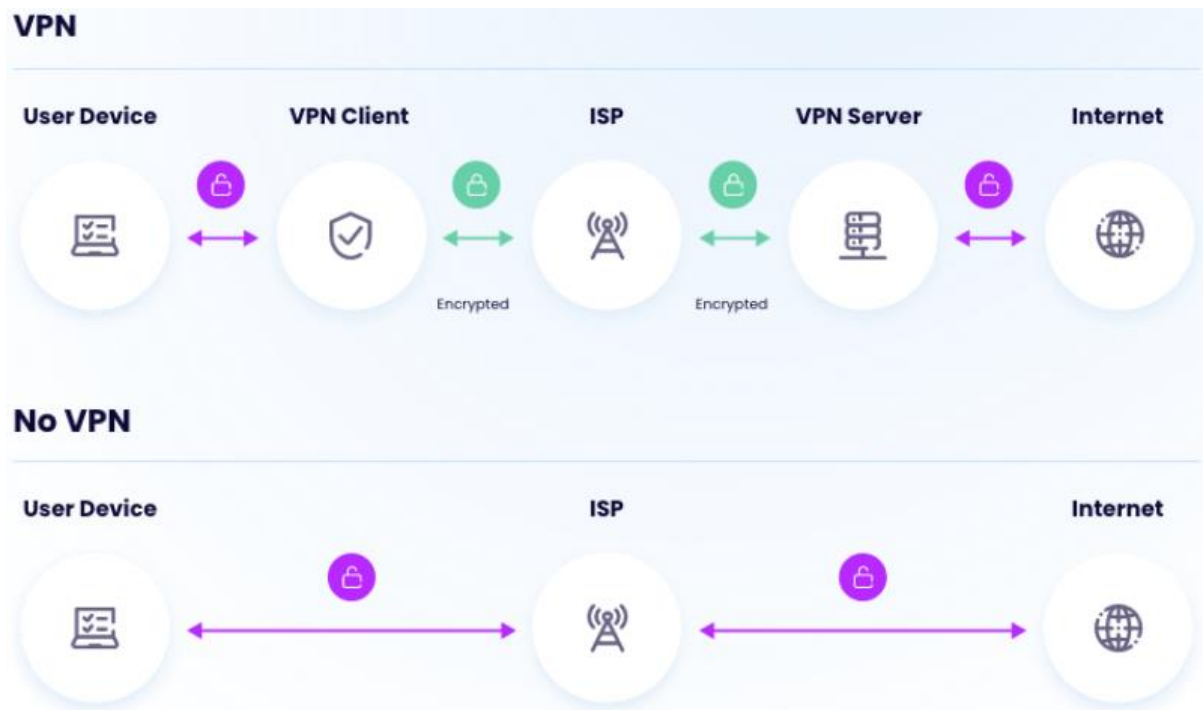 VPN
User Device
VPN Client
ISP
VPN Server
Internet
Encrypted
Encrypted
No VPN
User Device
ISP
Internet